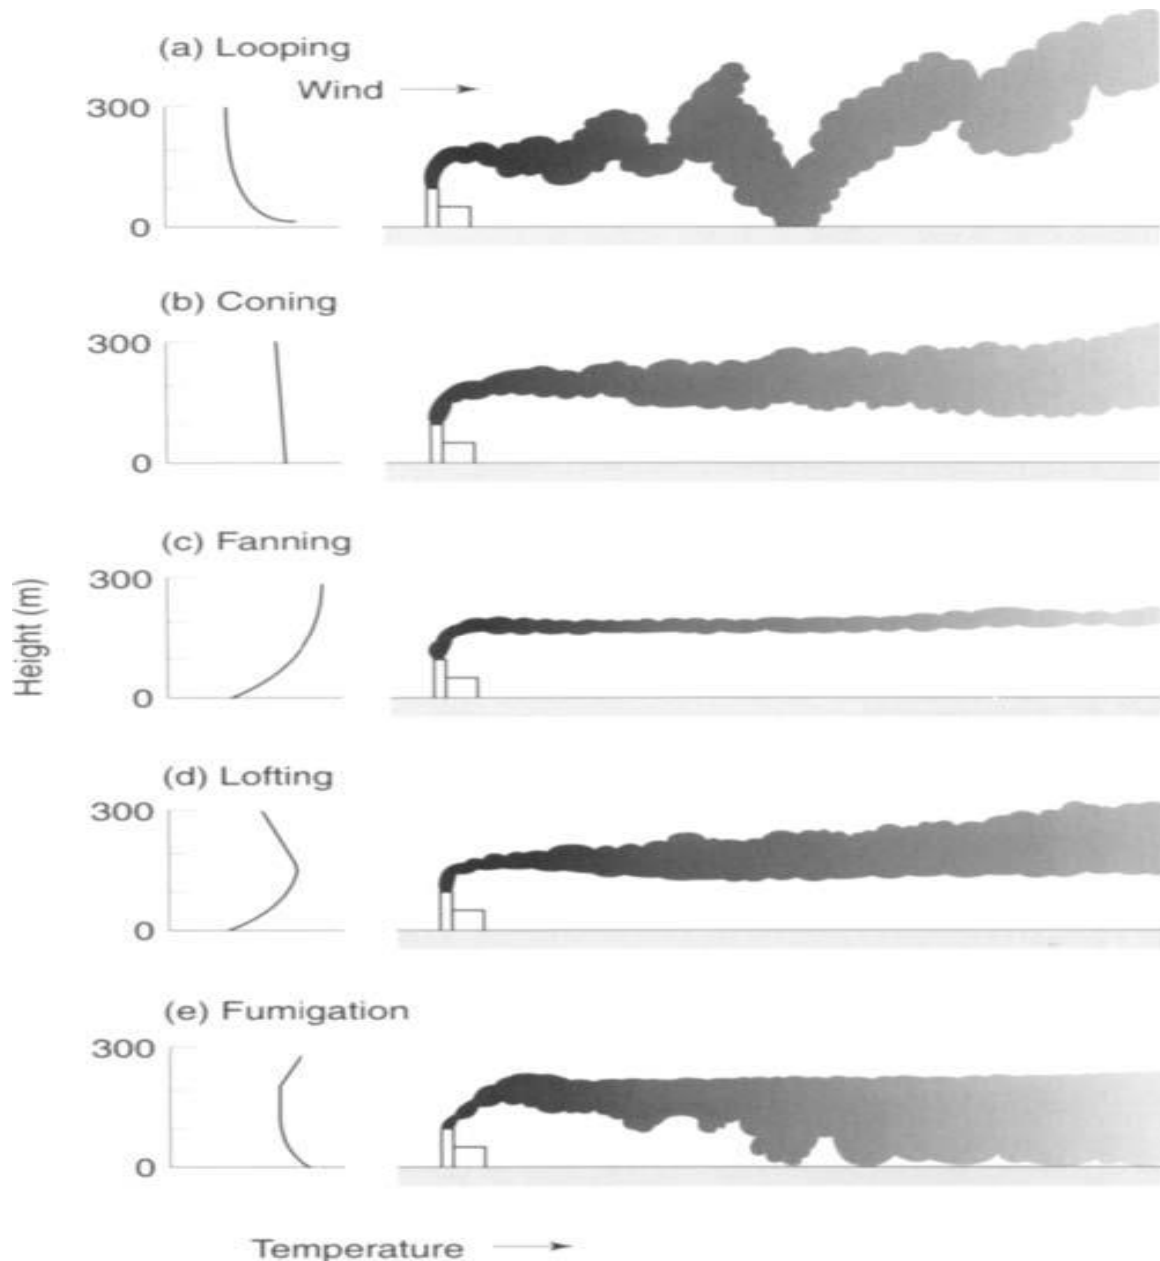 (a) Looping
Wind
300
0
(b) Coning
300
0
(c) Fanning
300
0
Height (m)
(d) Lofting
300
0
(e) Fumigation
300
0
Temperature